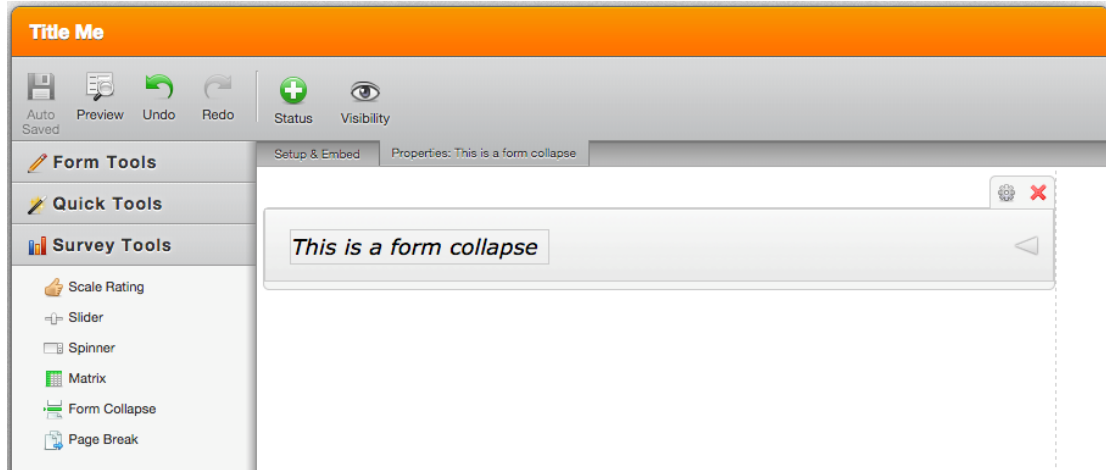 Title Me
Auto Saved
Preview
Undo
Redo
Status
Visibility
Form Tools
Quick Tools
Survey Tools
Scale Rating
Slider
Spinner
Matrix
Form Collapse
Page Break
Setup & Embed
Properties: This is a form collapse
This is a form collapse